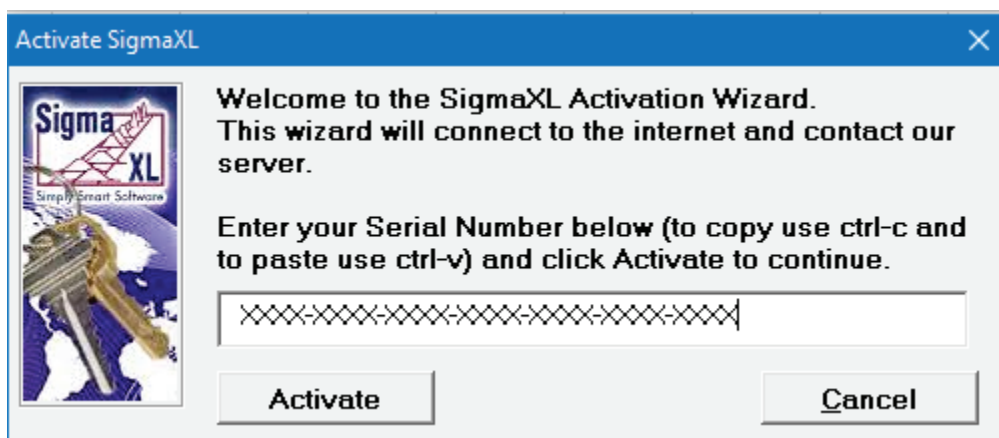 Activate SigmaXL
Sigma
XL
Simply Smart Software
Welcome to the SigmaXL Activation Wizard.
This wizard will connect to the internet and contact our
server.
Enter your Serial Number below (to copy use ctrl-c and
to paste use ctrl-v) and click Activate to continue.
XXXX-XXXX-XXXX-XXXX-XXXX-XXXX-XXXX
Activate
Cancel